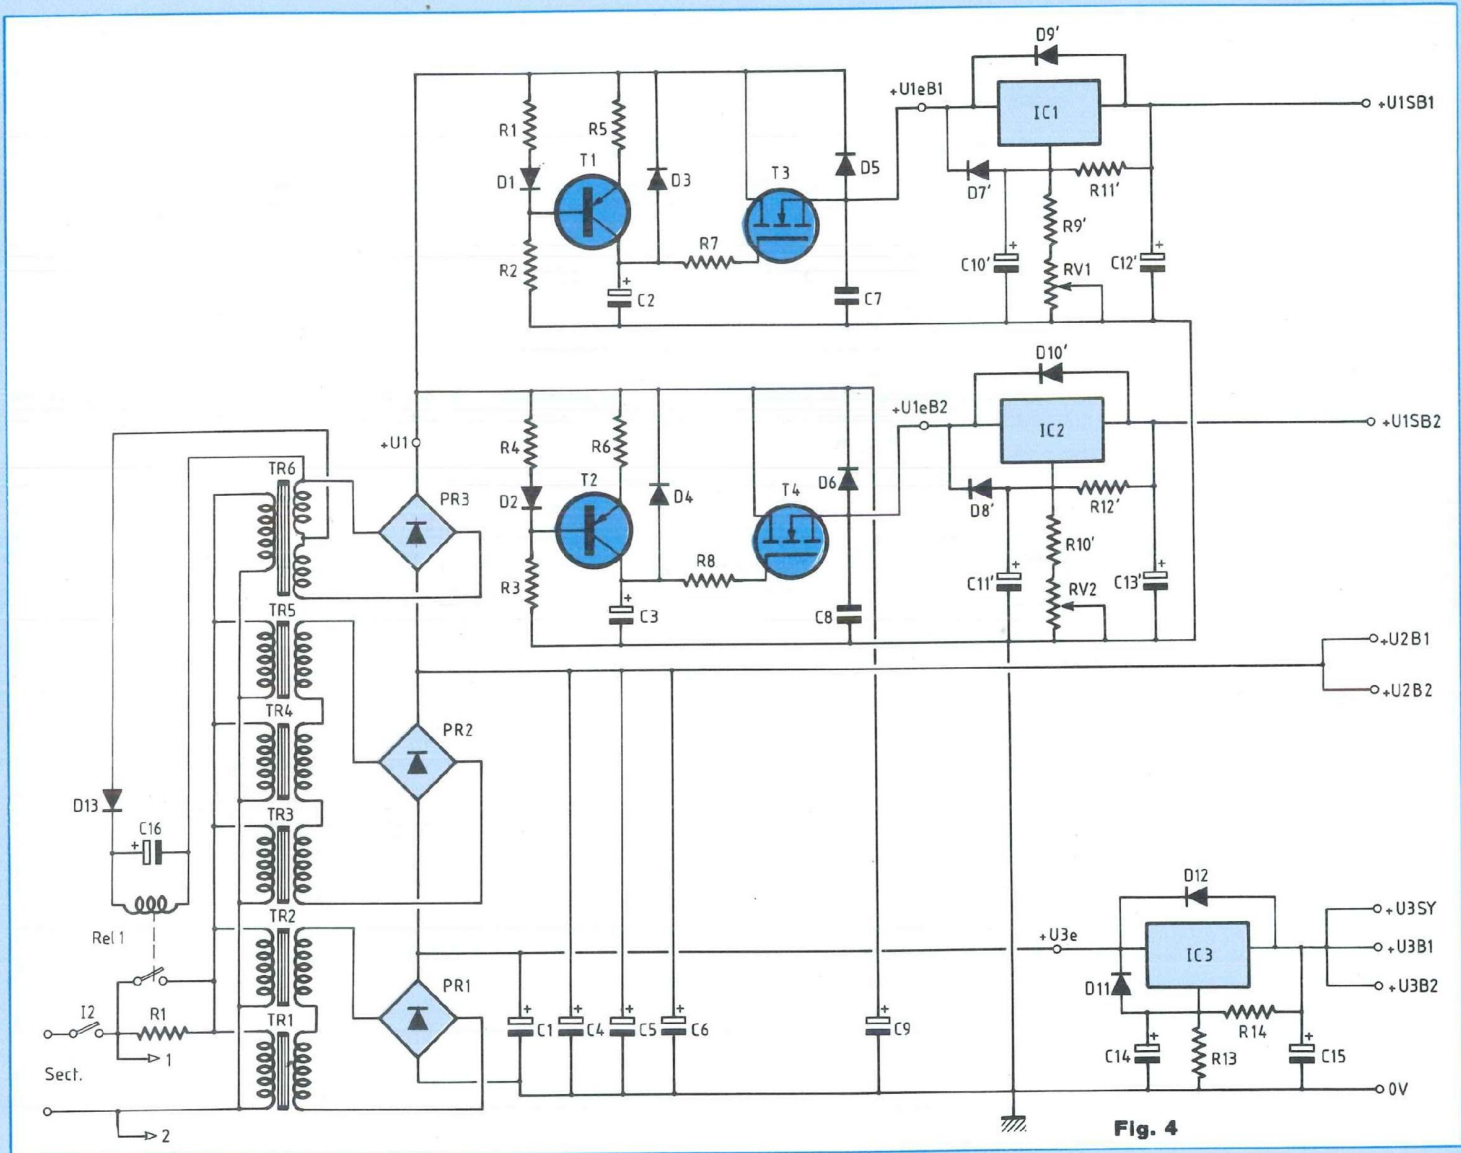 D9'
+U1eB1
IC1
+U1SB1
R1
R5
T1
D1
D3
T3
D5
D7'
R11'
R2
R7
R9'
C2
C7
C10'
RV1
C12'
D10'
+U1eB2
IC2
+U1SB2
+U1
R4
R6
T2
D2
D4
T4
D6
D8'
R12'
TR6
PR3
R3
R8
R10'
C3
C8
C11'
RV2
C13'
TR5
+U2B1
+U2B2
TR4
PR2
D13
+
C16
TR3
Rel 1
TR2
D12
+U3e
IC3
+U3SY
+U3B1
+U3B2
I2
R1
PR1
TR1
C1
C4
C5
C6
C9
D11
R14
C14
R13
C15
1
Sect.
2
0V
Fig. 4